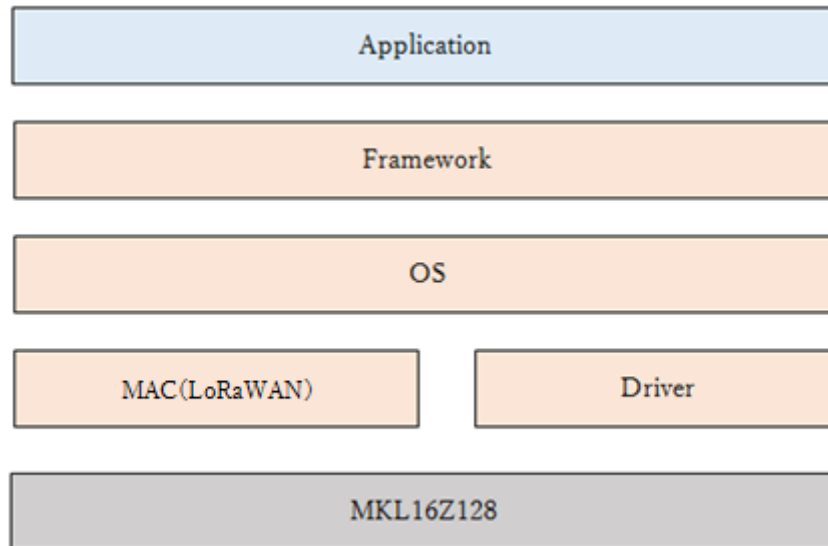 Application
Framework
OS
MAC(LoRaWAN)
Driver
MKL16Z128